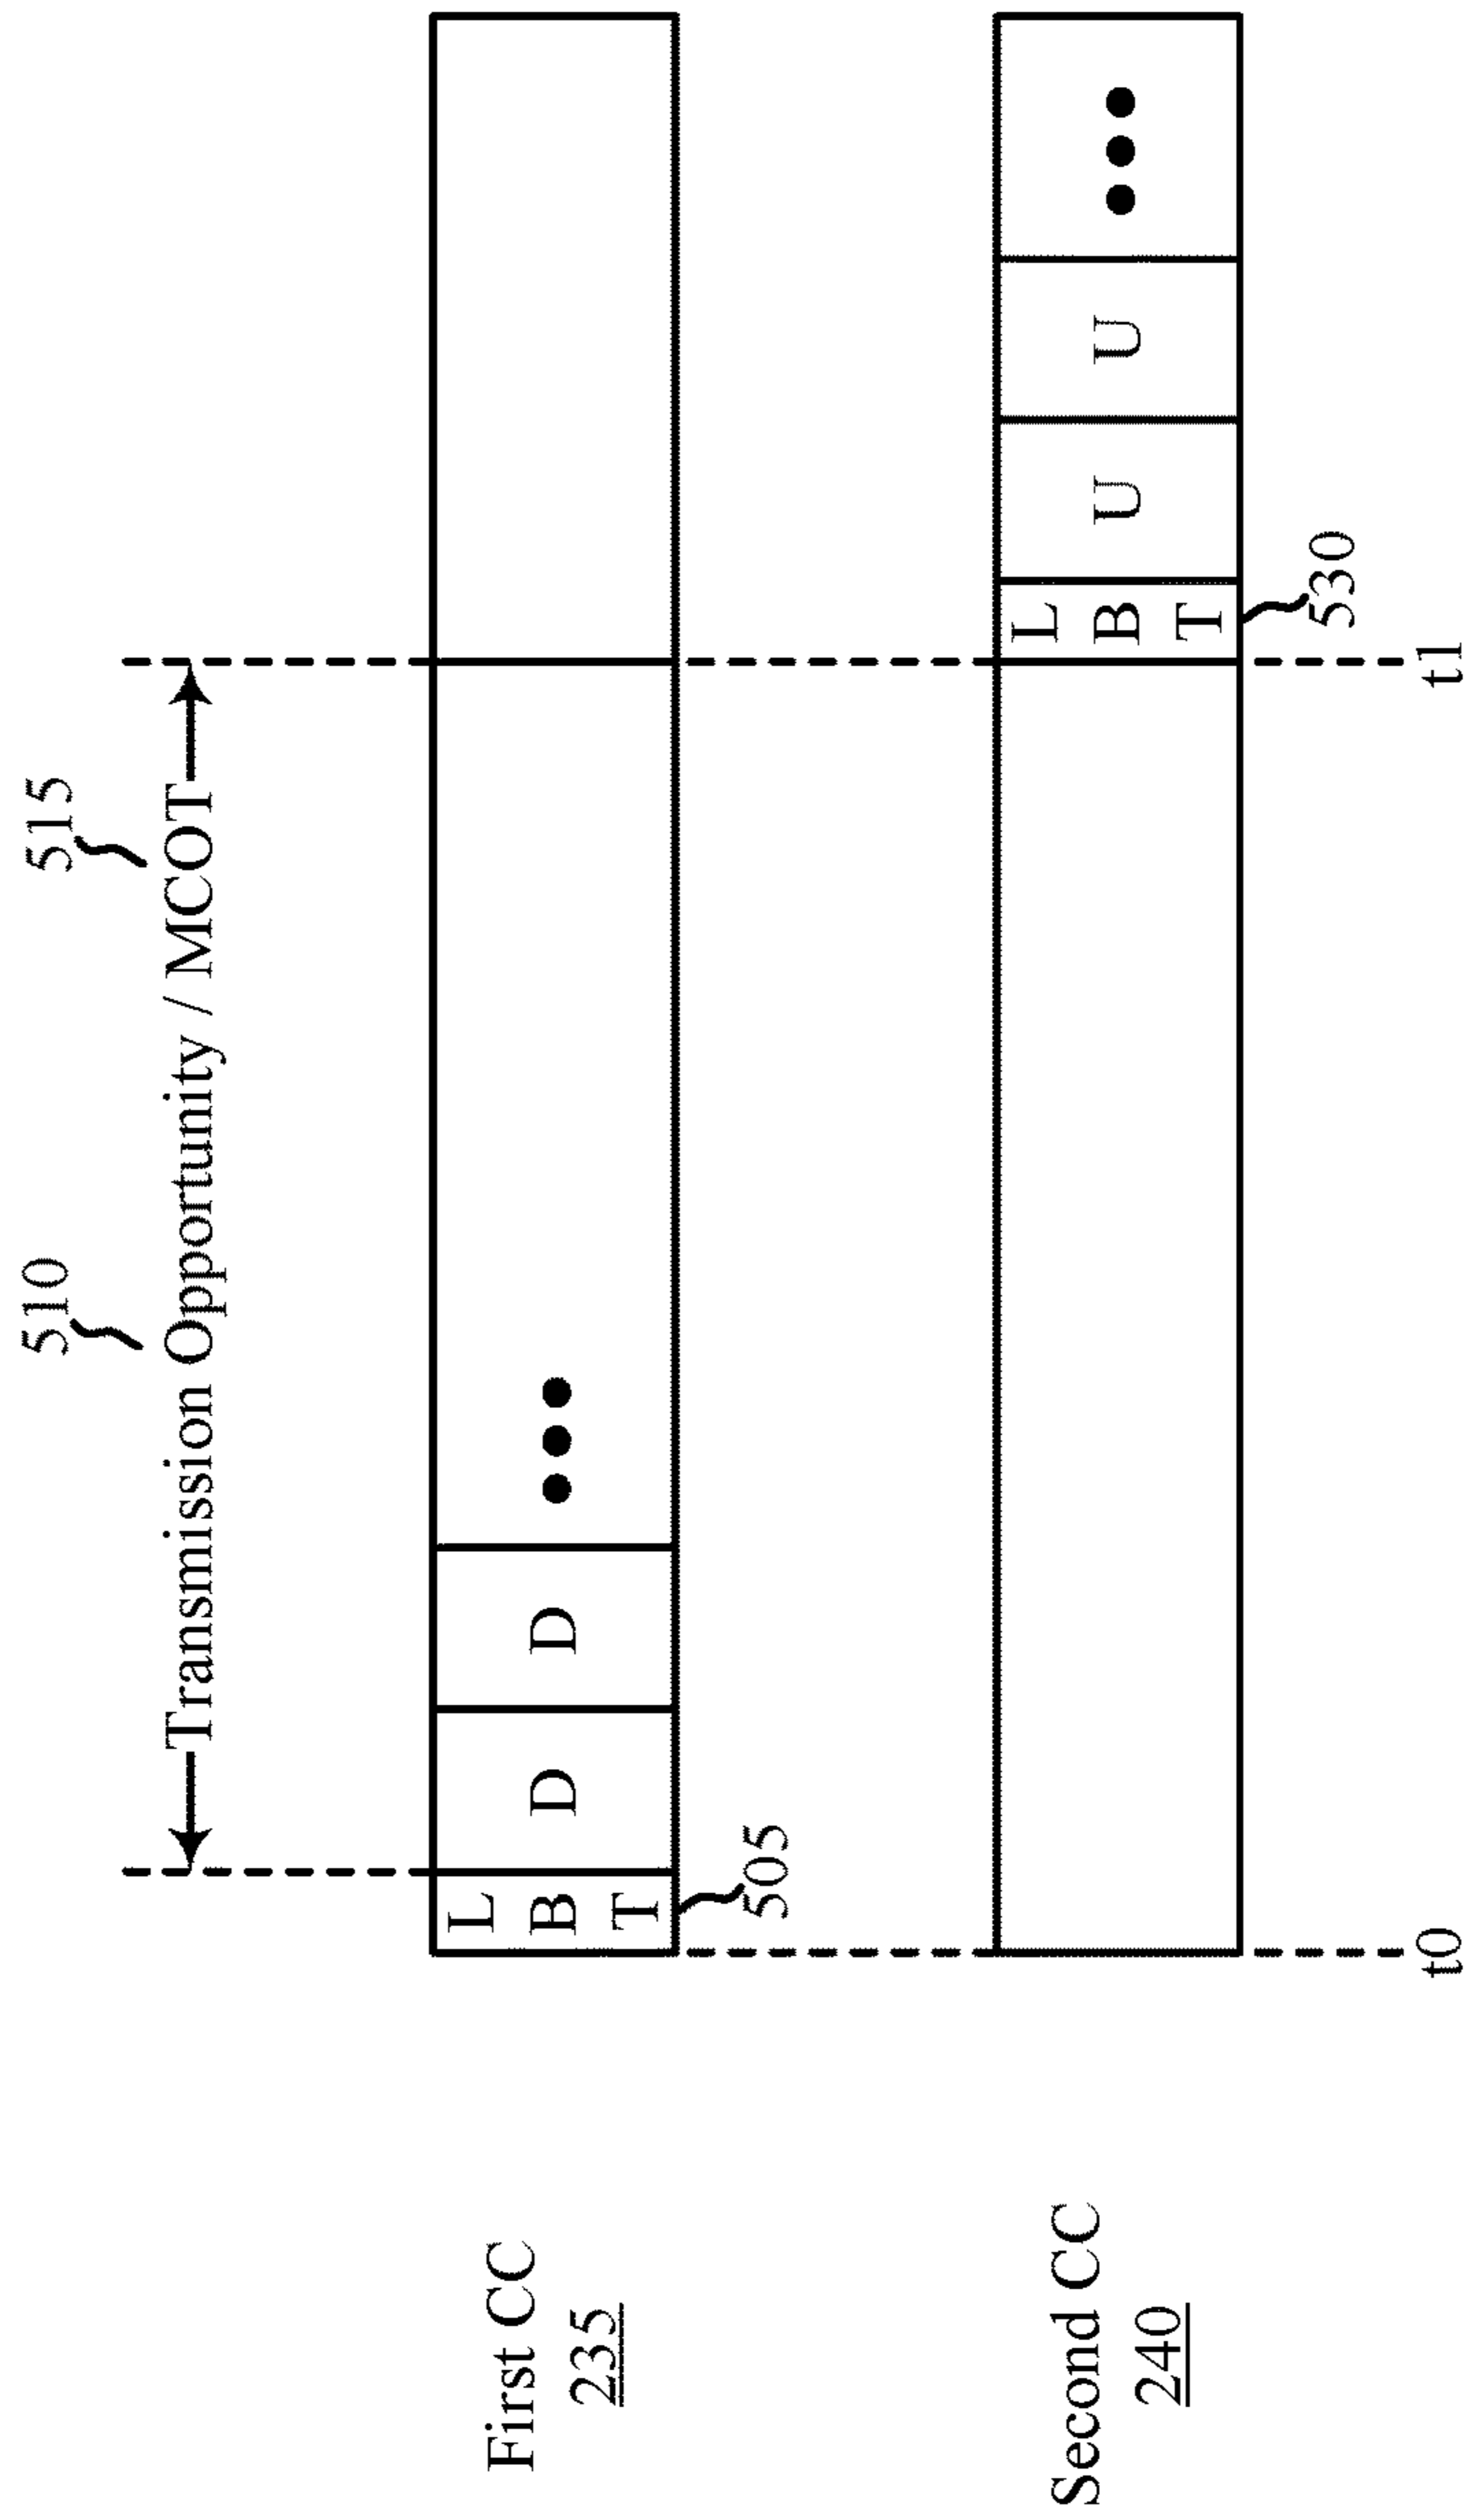 510
515
Transmission Opportunity / MCOT
First CC
235
L
B
T
D
D
505
Second CC
240
L
B
T
U
U
530
t0
t1